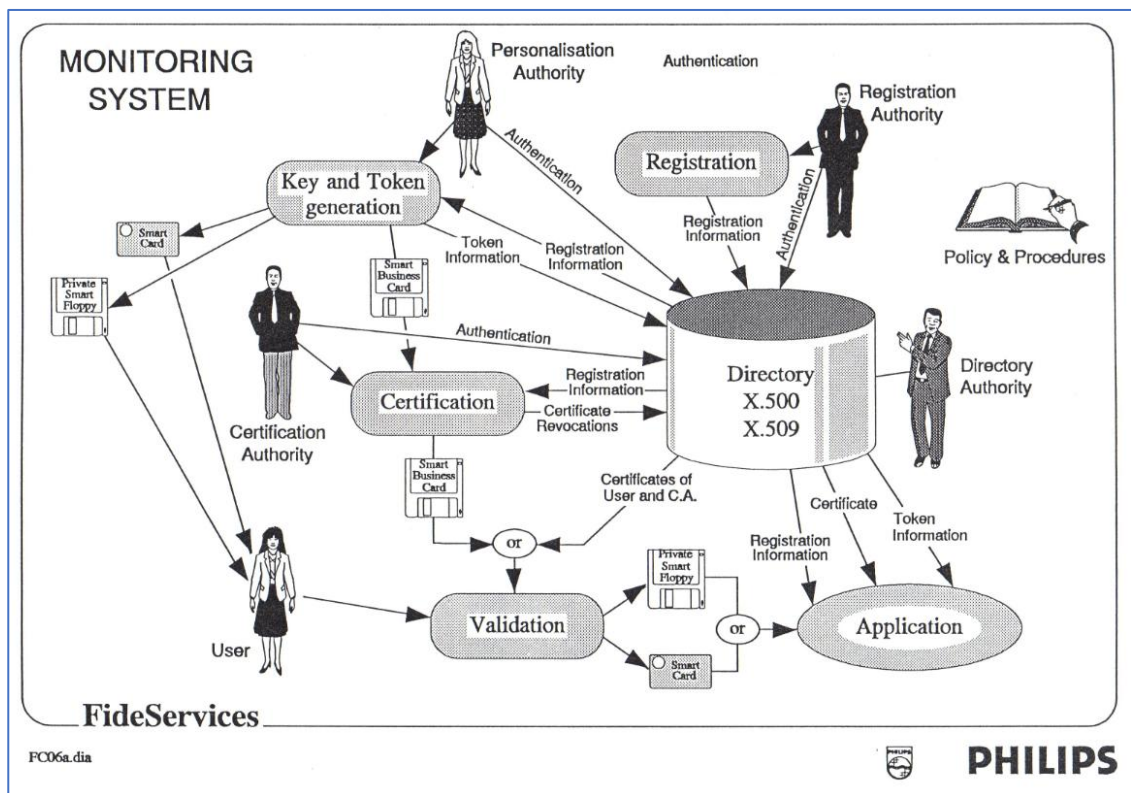 MONITORING
SYSTEM
Personalisation
Authority
Authentication
Registration
Authority
Registration
Key and Token
generation
Authentication
Authentication
Registration
Information
Smart
Card
Token
Information
Registration
Information
Policy & Procedures
Private
Smart
Floppy
Smart
Business
Card
Authentication
Directory
X.500
X.509
Directory
Authority
Registration
Information
Certification
Certificate
Revocations
Certification
Authority
Smart
Business
Card
Certificates of
User and C.A.
Certificate
Token
Information
Registration
Information
or
Private
Smart
Floppy
Validation
or
Application
User
Smart
Card
FideServices
FC06a.dia
PHILIPS
PHILIPS